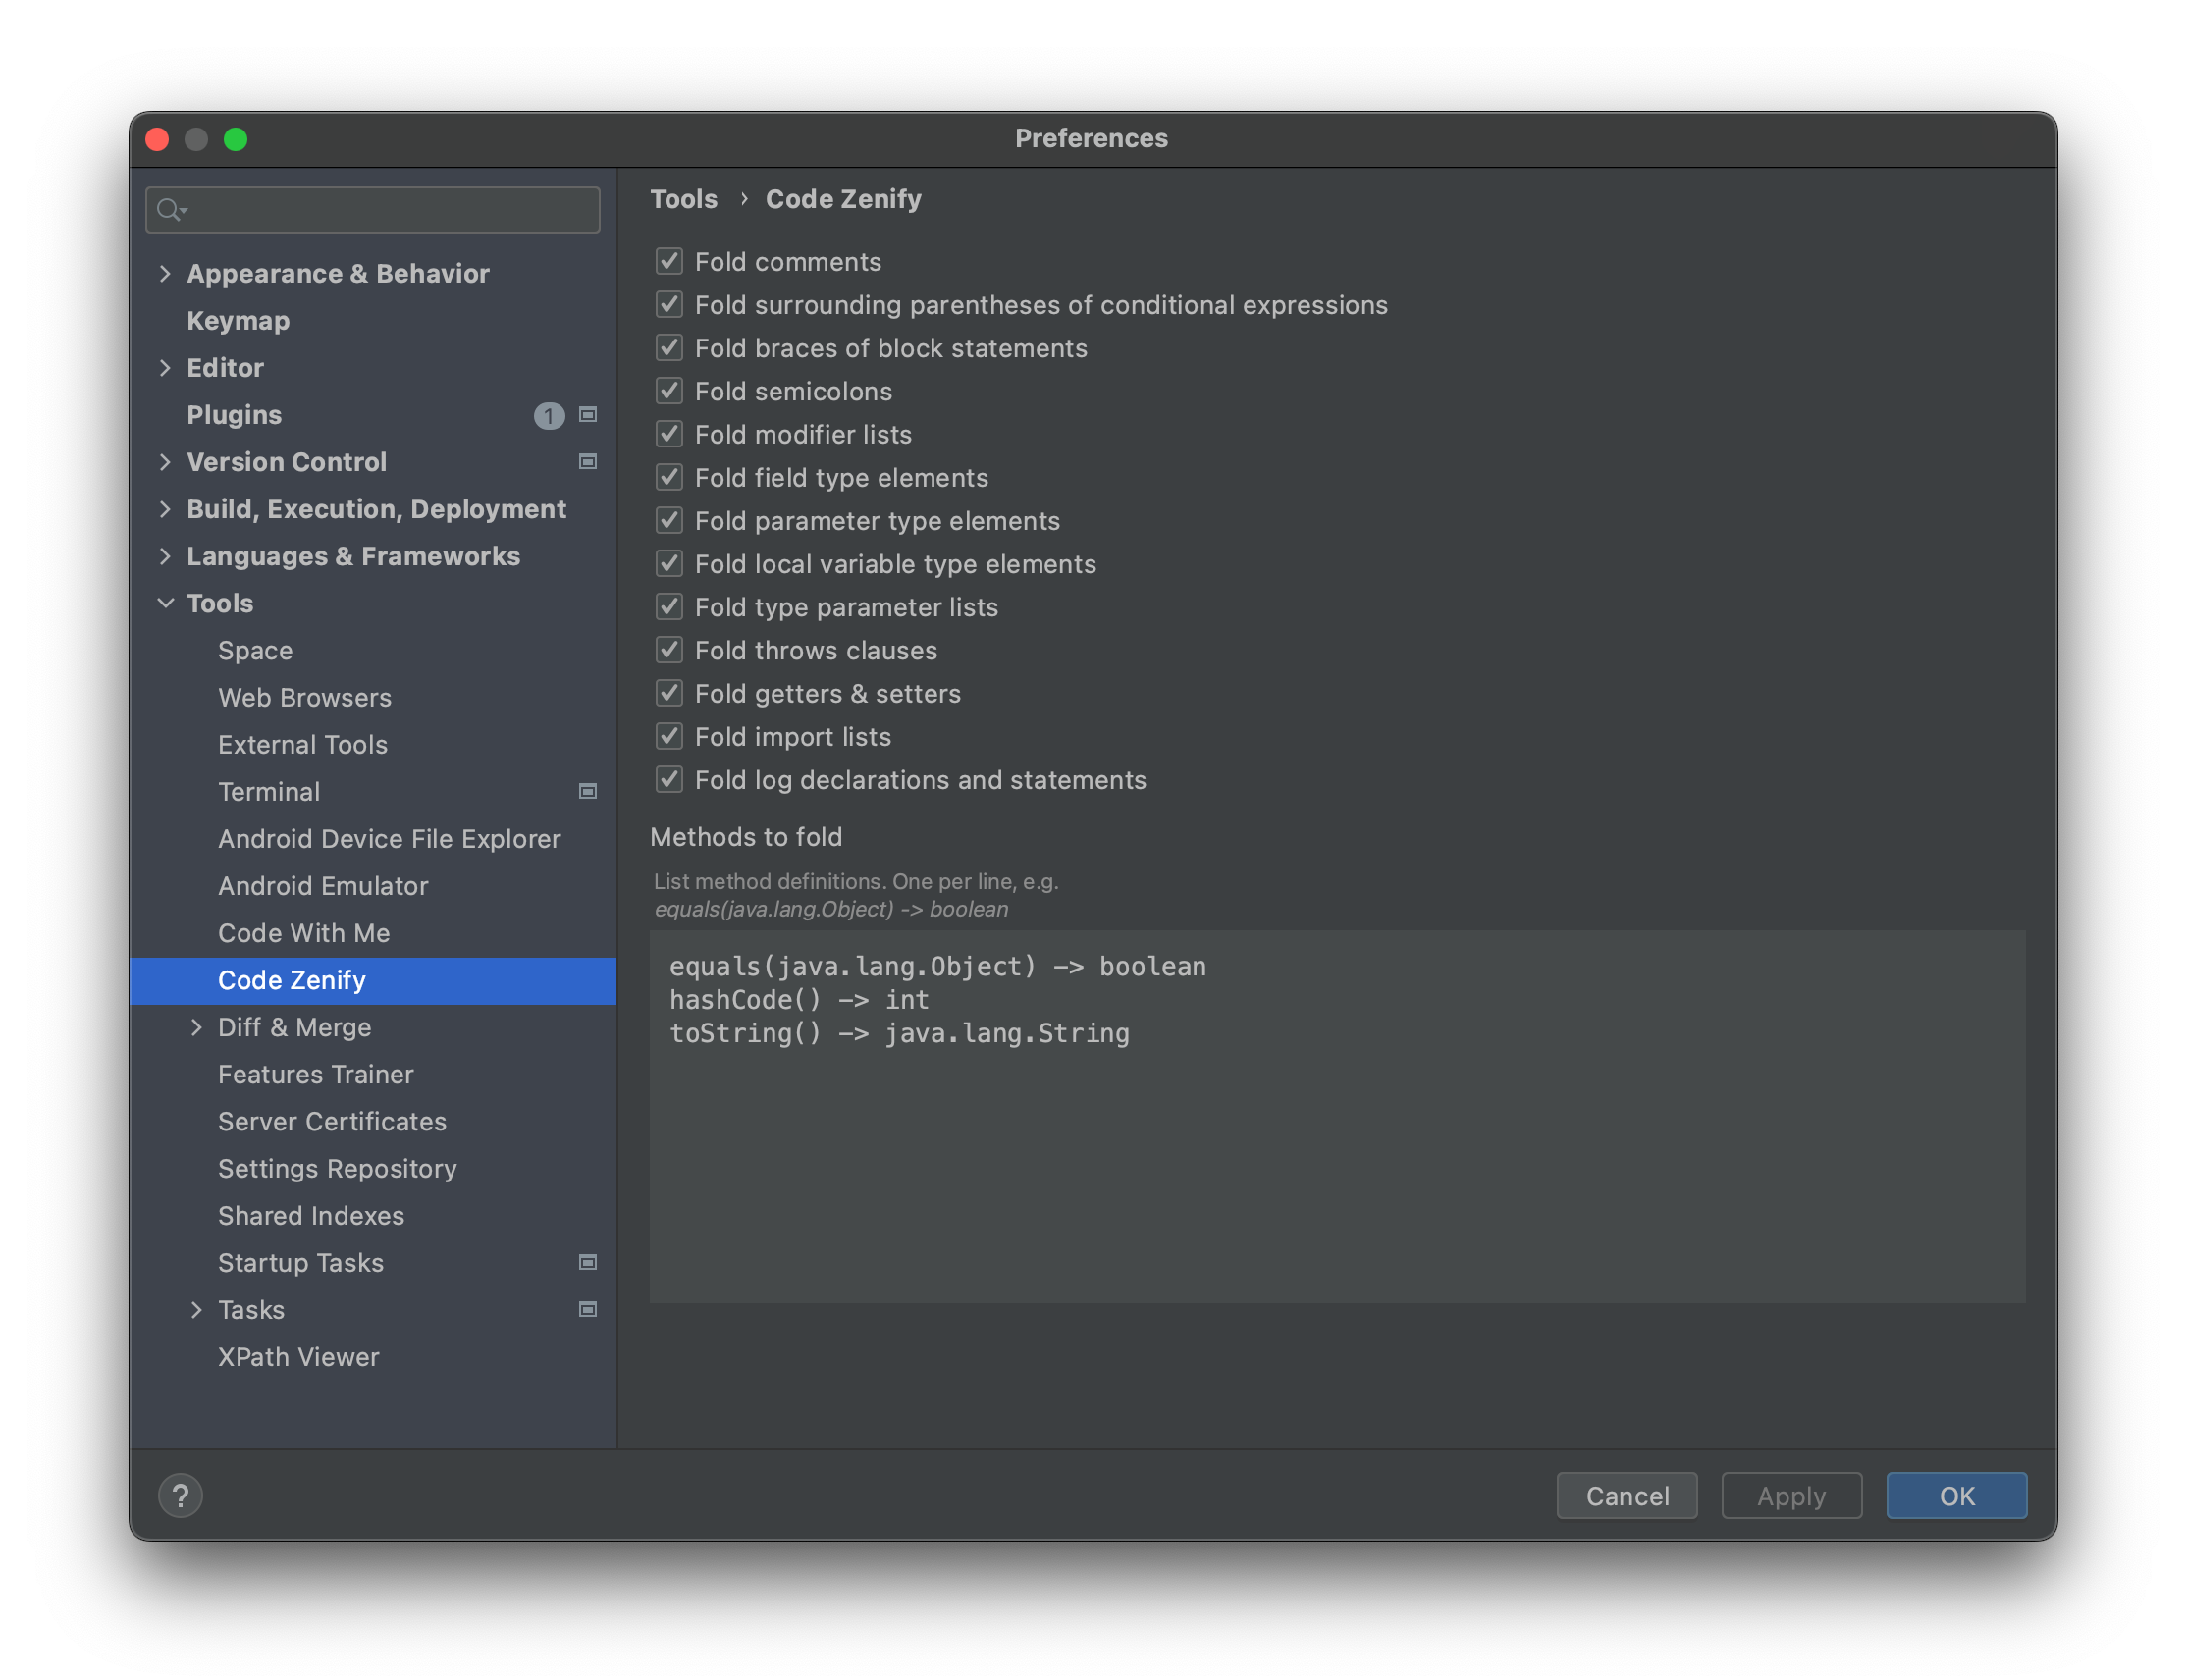 Preferences
Appearance & Behavior
Keymap
Editor
Plugins 1
Version Control
Build, Execution, Deployment
Languages & Frameworks
Tools
Space
Web Browsers
External Tools
Terminal
Android Device File Explorer
Android Emulator
Code With Me
Code Zenify
Diff & Merge
Features Trainer
Server Certificates
Settings Repository
Shared Indexes
Startup Tasks
Tasks
XPath Viewer
Tools › Code Zenify
Fold comments
Fold surrounding parentheses of conditional expressions
Fold braces of block statements
Fold semicolons
Fold modifier lists
Fold field type elements
Fold parameter type elements
Fold local variable type elements
Fold type parameter lists
Fold throws clauses
Fold getters & setters
Fold import lists
Fold log declarations and statements
Methods to fold
List method definitions. One per line, e.g.
equals(java.lang.Object) -> boolean
equals(java.lang.Object) -> boolean
hashCode() -> int
toString() -> java.lang.String
?
Cancel
Apply
OK